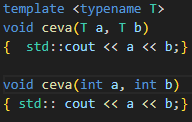 template <typename T>
void ceva(T a, T b)
{  std::cout << a << b;}
void ceva(int a, int b)
{ std:: cout << a << b;}